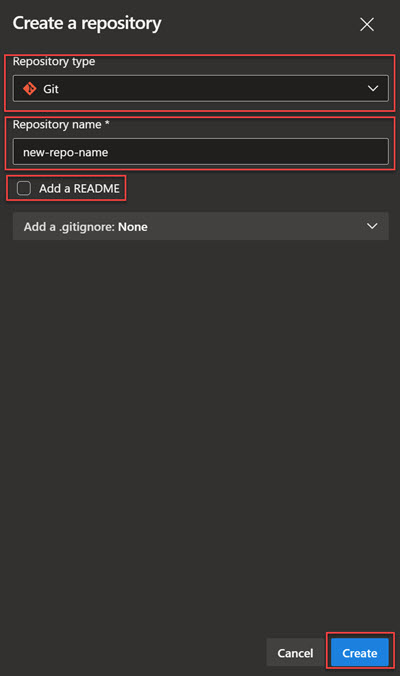 Create a repository
Repository type
Git
Repository name *
new-repo-name
Add a README
Add a .gitignore: None
Cancel
Create